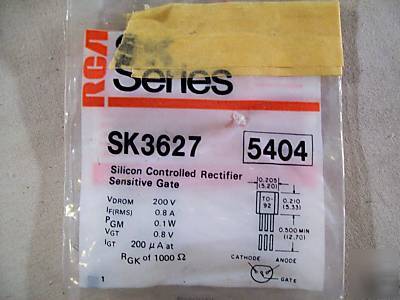 RCA
SK
Series
SK3627 5404
Silicon Controlled Rectifier
Sensitive Gate
VDROM 200 V
IF(RMS) 0.8 A
PGM 0.1W
VGT 0.8 V
IGT 200 μA at
RGK of 1000 Ω
0.205
(5.20)
TO-
92
0.210
(5.33)
0.500 MIN
(12.70)
CATHODE ANODE
GATE
1